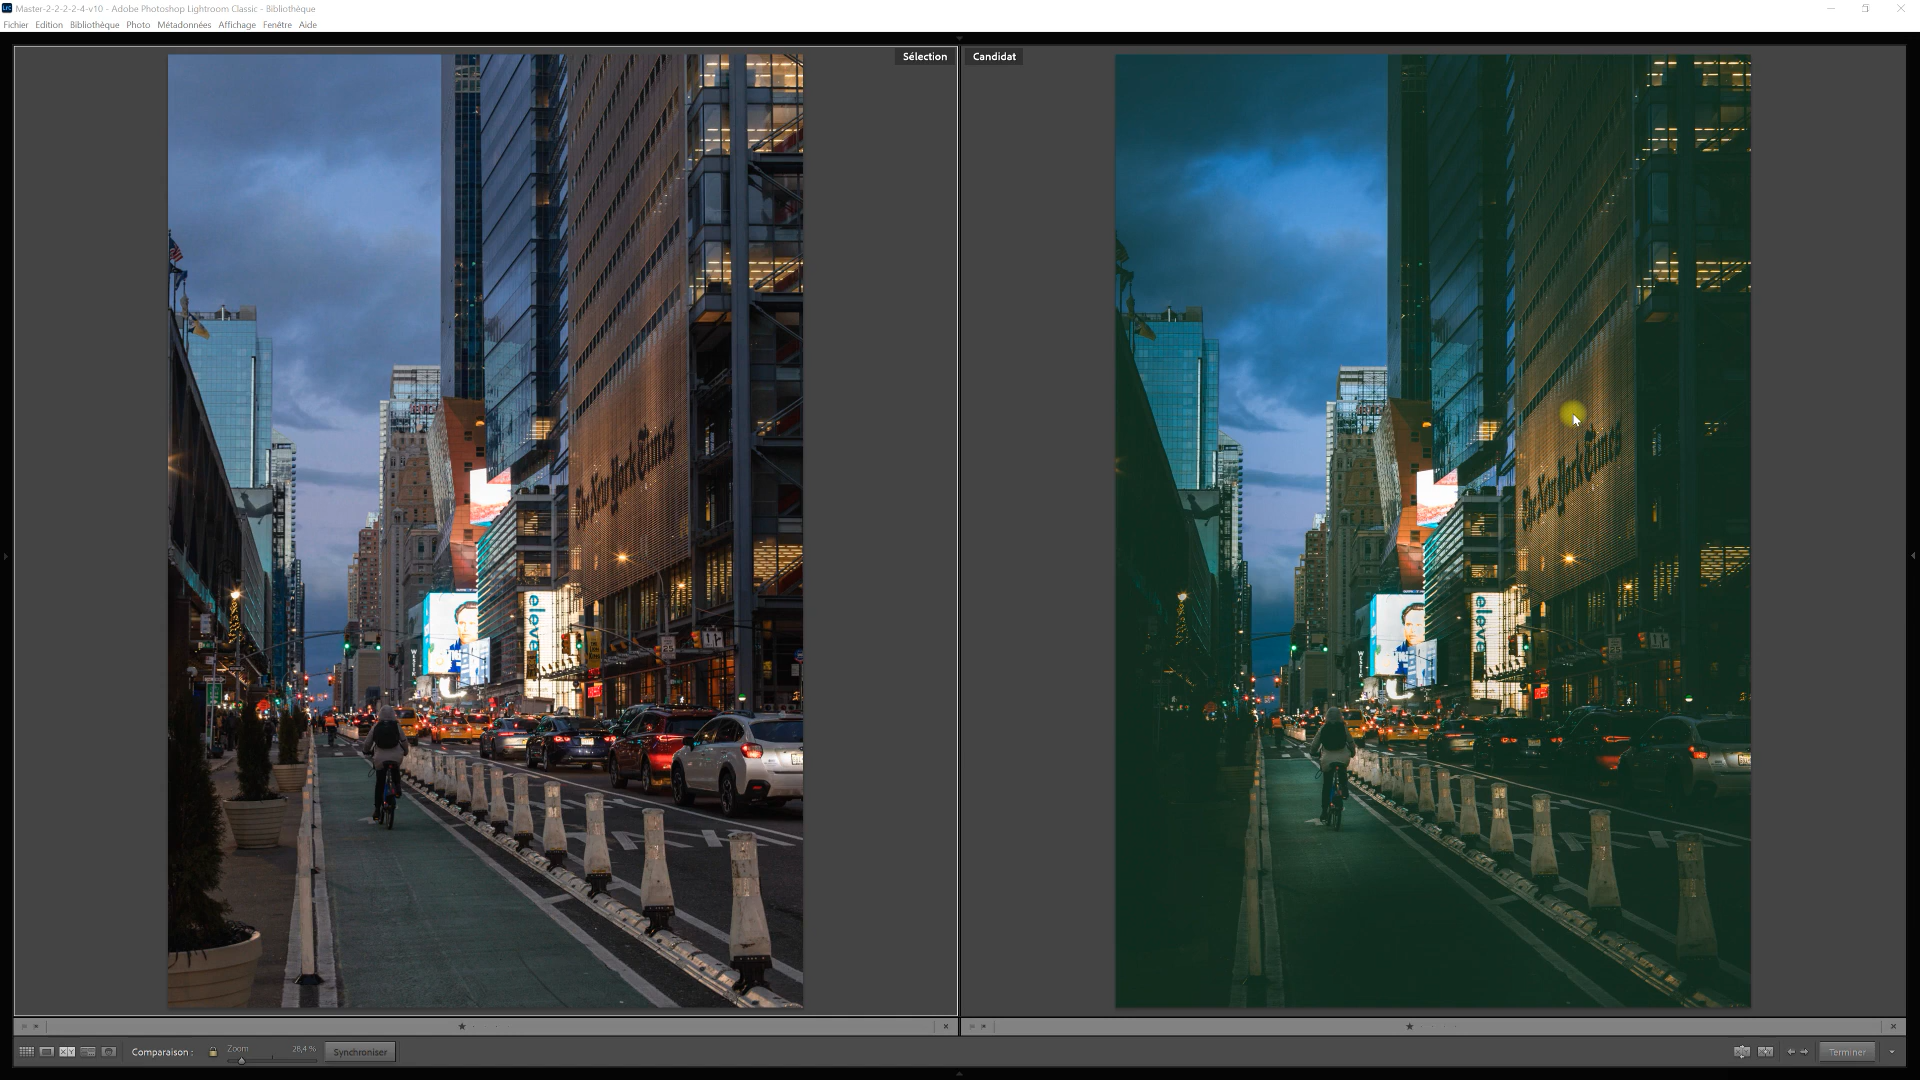 Master-2-2-2-2-4-v10 - Adobe Photoshop Lightroom Classic - Bibliothèque
Fichier Edition Bibliothèque Photo Métadonnées Affichage Fenêtre Aide
Sélection
Candidat
The New York Times
The New York Times
eleve
eleve
Comparaison :
Zoom
28,4 %
Synchroniser
Terminer